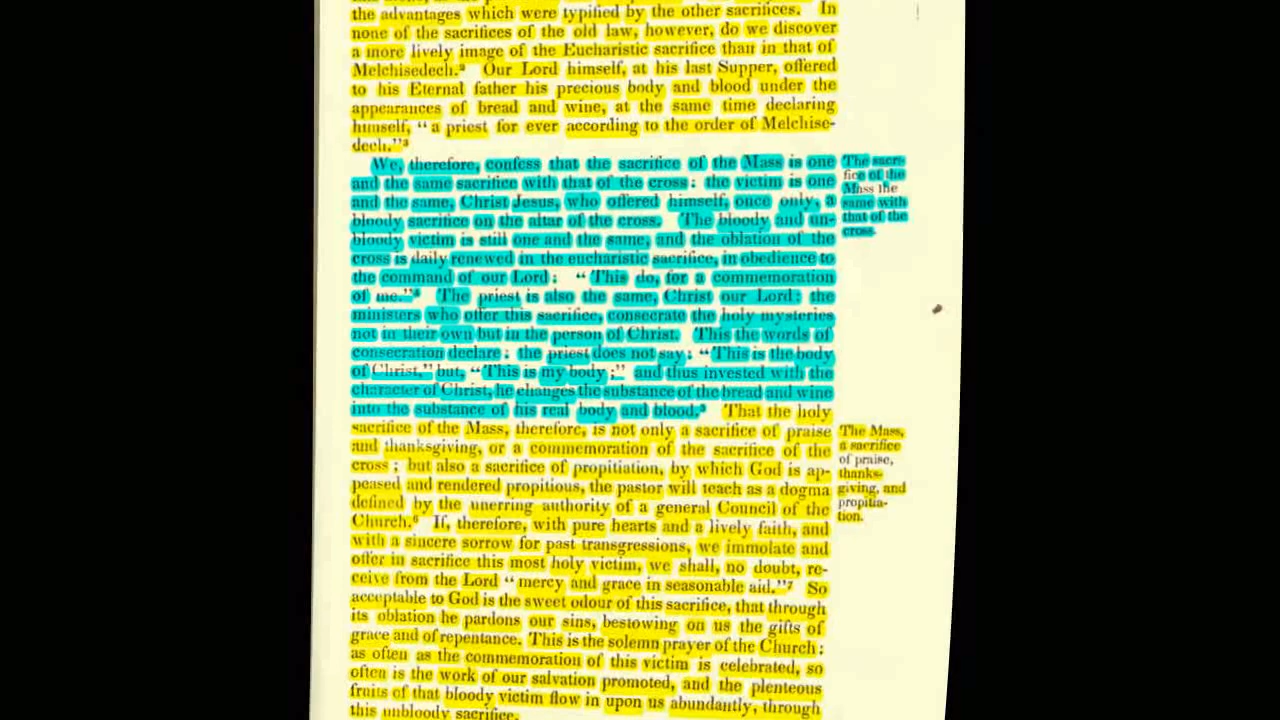 the advantages which were typified by the other sacrifices. In
none of the sacrifices of the old law, however, do we discover
a more lively image of the Eucharistic sacrifice than in that of
Melchisedech.² Our Lord himself, at his last Supper, offered
to his Eternal father his precious body and blood under the
appearances of bread and wine, at the same time declaring
himself, “ a priest for ever according to the order of Melchise-
dech.”³
We, therefore, confess that the sacrifice of the Mass is one
and the same sacrifice with that of the cross: the victim is one
and the same, Christ Jesus, who offered himself, once only, a
bloody sacrifice on the altar of the cross. The bloody and un-
bloody victim is still one and the same, and the oblation of the
cross is daily renewed in the eucharistic sacrifice, in obedience to
the command of our Lord: “This do, for a commemoration
of me.”⁴ The priest is also the same, Christ our Lord: the
ministers who offer this sacrifice, consecrate the holy mysteries
not in their own but in the person of Christ. This the words of
consecration declare: the priest does not say: “This is the body
of Christ,” but, “This is my body;” and thus invested with the
character of Christ, he changes the substance of the bread and wine
into the substance of his real body and blood.⁵ That the holy
sacrifice of the Mass, therefore, is not only a sacrifice of praise
and thanksgiving, or a commemoration of the sacrifice of the
cross; but also a sacrifice of propitiation, by which God is ap-
peased and rendered propitious, the pastor will teach as a dogma
defined by the unerring authority of a general Council of the
Church.⁶ If, therefore, with pure hearts and a lively faith, and
with a sincere sorrow for past transgressions, we immolate and
offer in sacrifice this most holy victim, we shall, no doubt, re-
ceive from the Lord “mercy and grace in seasonable aid.”⁷ So
acceptable to God is the sweet odour of this sacrifice, that through
its oblation he pardons our sins, bestowing on us the gifts of
grace and of repentance. This is the solemn prayer of the Church:
as often as the commemoration of this victim is celebrated, so
often is the work of our salvation promoted, and the plenteous
fruits of that bloody victim flow in upon us abundantly, through
this unbloody sacrifice.
The sacri-
fice of the
Mass the
same with
that of the
cross.
The Mass,
a sacrifice
of praise,
thanks-
giving, and
propitia-
tion.